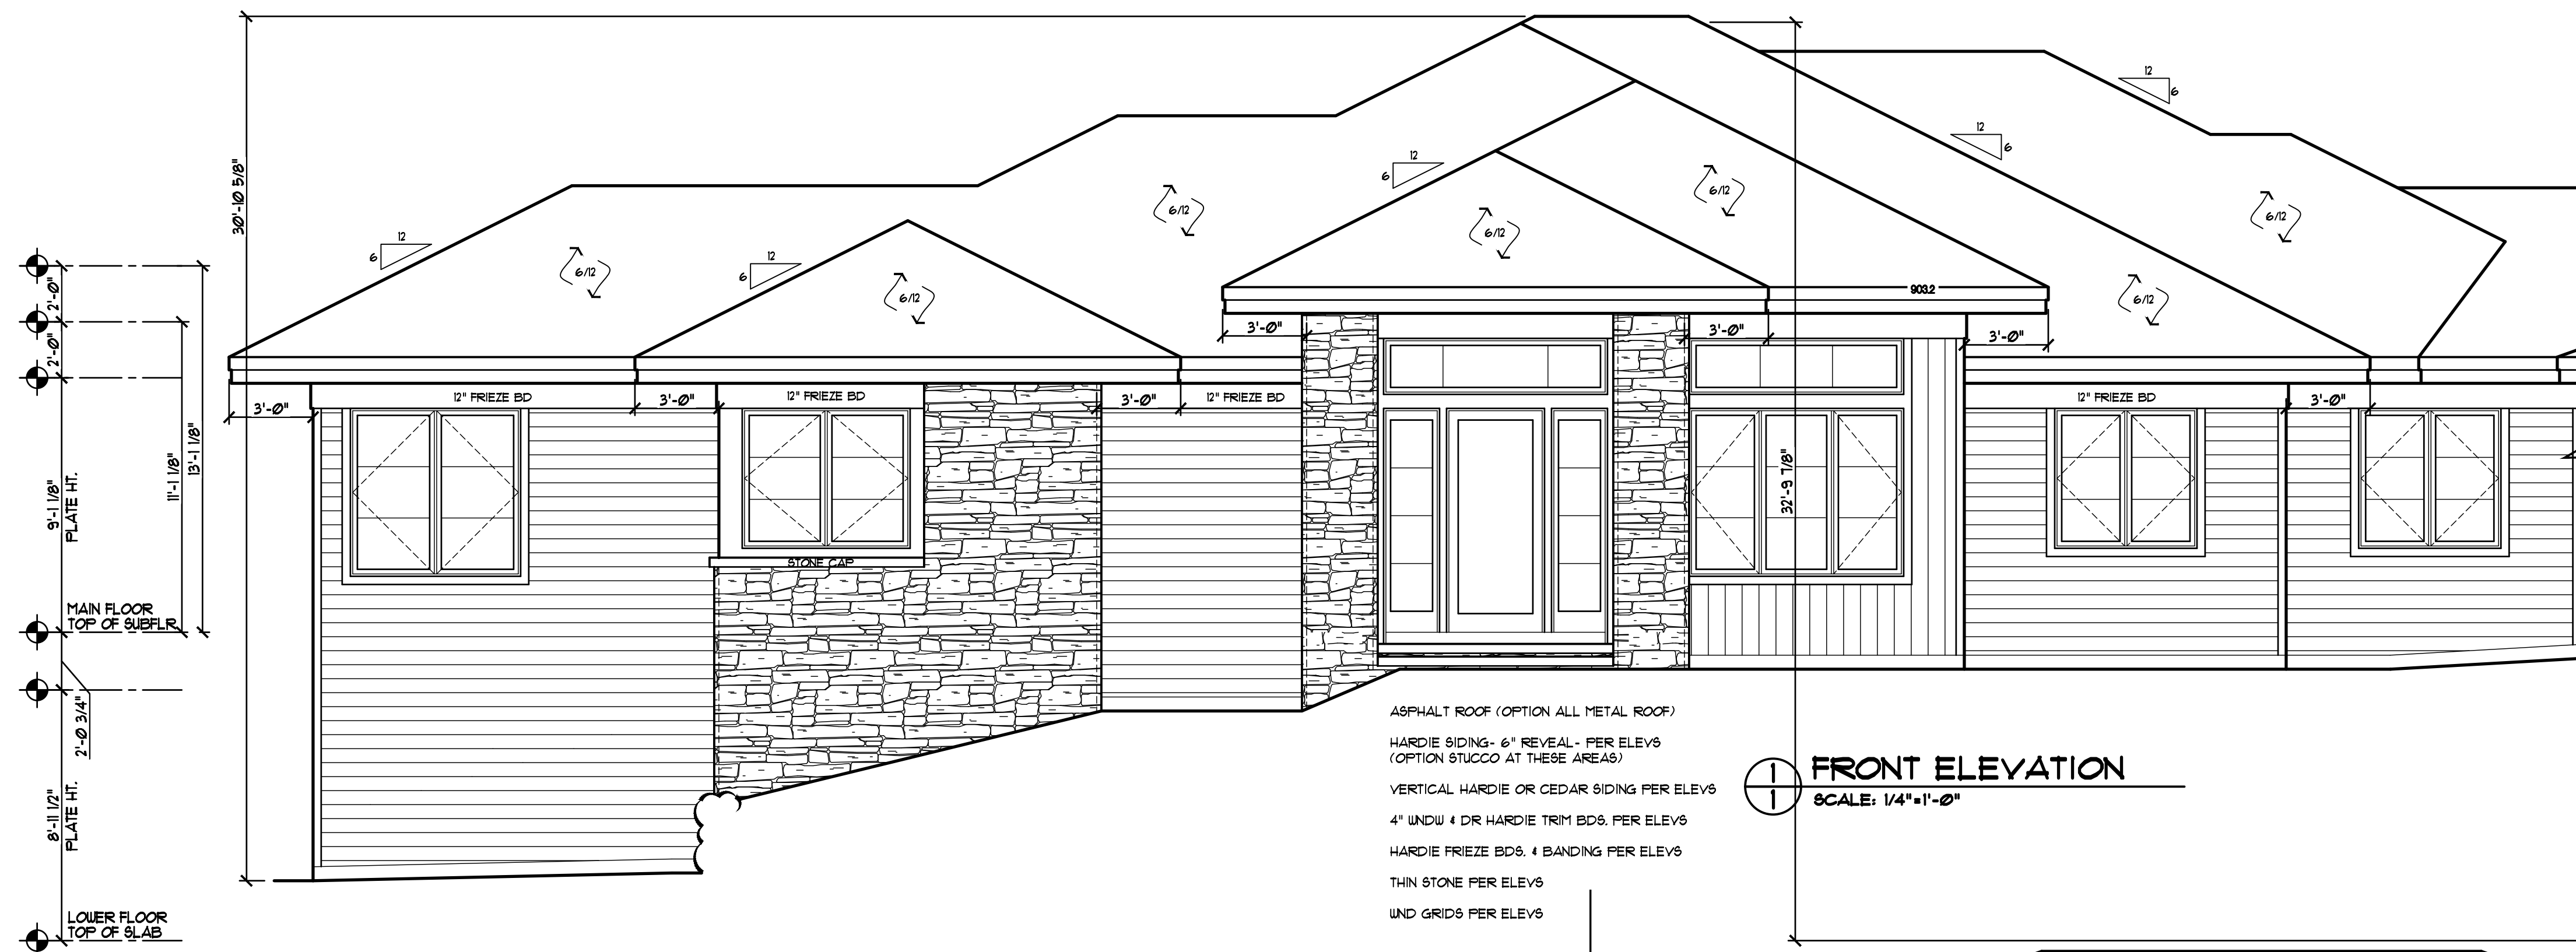 12
6
12
6
12
6
12
6
12
6
6/12
6/12
6/12
6/12
6/12
6/12
6/12
903.2
30'-10 5/8"
2'-0"
2'-0"
9'-1 1/8"
PLATE HT.
11'-1 1/8"
13'-1 1/8"
32'-9 7/8"
3'-0"
3'-0"
3'-0"
3'-0"
3'-0"
3'-0"
3'-0"
12" FRIEZE BD
12" FRIEZE BD
12" FRIEZE BD
12" FRIEZE BD
STONE CAP
MAIN FLOOR
TOP OF SUBFLR
2'-0 3/4"
8'-11 1/2"
PLATE HT.
LOWER FLOOR
TOP OF SLAB
ASPHALT ROOF (OPTION ALL METAL ROOF)
HARDIE SIDING- 6" REVEAL- PER ELEVS
(OPTION STUCCO AT THESE AREAS)
VERTICAL HARDIE OR CEDAR SIDING PER ELEVS
4" WNDW & DR HARDIE TRIM BDS. PER ELEVS
HARDIE FRIEZE BDS. & BANDING PER ELEVS
THIN STONE PER ELEVS
WND GRIDS PER ELEVS
1
1
FRONT ELEVATION
SCALE: 1/4"=1'-0"